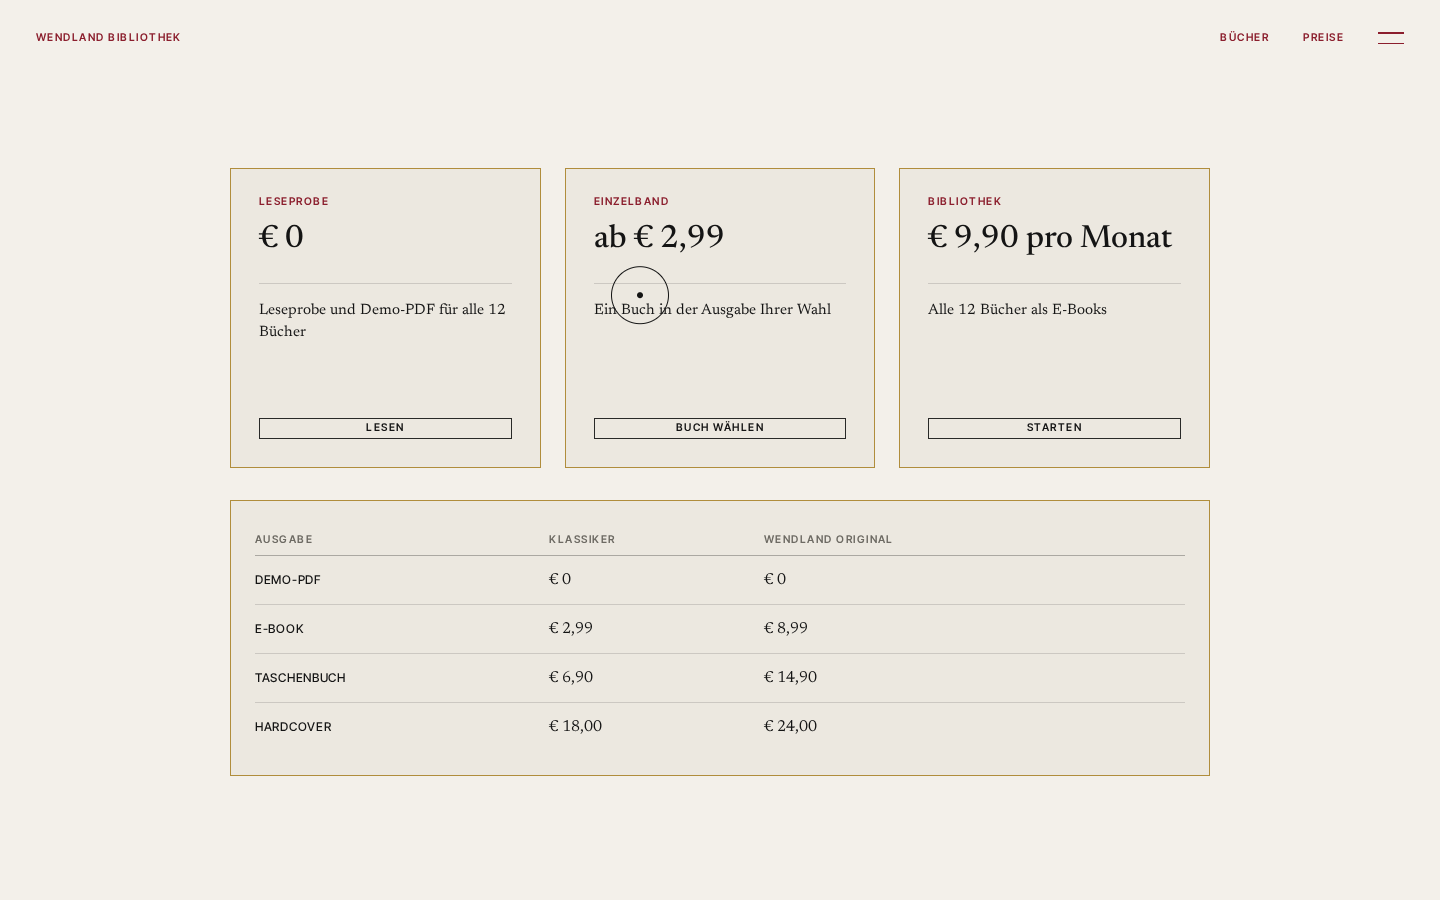 WENDLAND BIBLIOTHEK
BÜCHER
PREISE
LESEPROBE
€ 0
Leseprobe und Demo-PDF für alle 12
Bücher
LESEN
EINZELBAND
ab € 2,99
Ein Buch in der Ausgabe Ihrer Wahl
BUCH WÄHLEN
BIBLIOTHEK
€ 9,90 pro Monat
Alle 12 Bücher als E-Books
STARTEN
AUSGABE KLASSIKER WENDLAND ORIGINAL
DEMO-PDF € 0 € 0
E-BOOK € 2,99 € 8,99
TASCHENBUCH € 6,90 € 14,90
HARDCOVER € 18,00 € 24,00